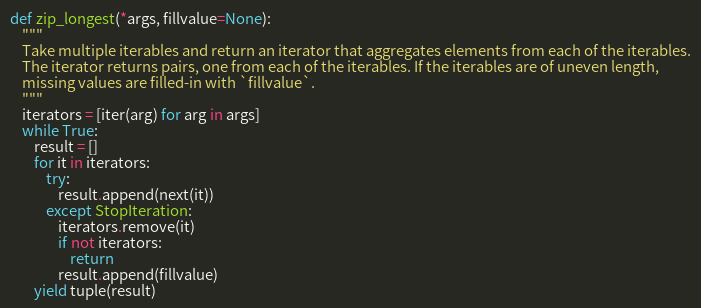 def zip_longest(*args, fillvalue=None):
    """
    Take multiple iterables and return an iterator that aggregates elements from each of the iterables.
    The iterator returns pairs, one from each of the iterables. If the iterables are of uneven length,
    missing values are filled-in with `fillvalue`.
    """
    iterators = [iter(arg) for arg in args]
    while True:
        result = []
        for it in iterators:
            try:
                result.append(next(it))
            except StopIteration:
                iterators.remove(it)
                if not iterators:
                    return
                result.append(fillvalue)
        yield tuple(result)